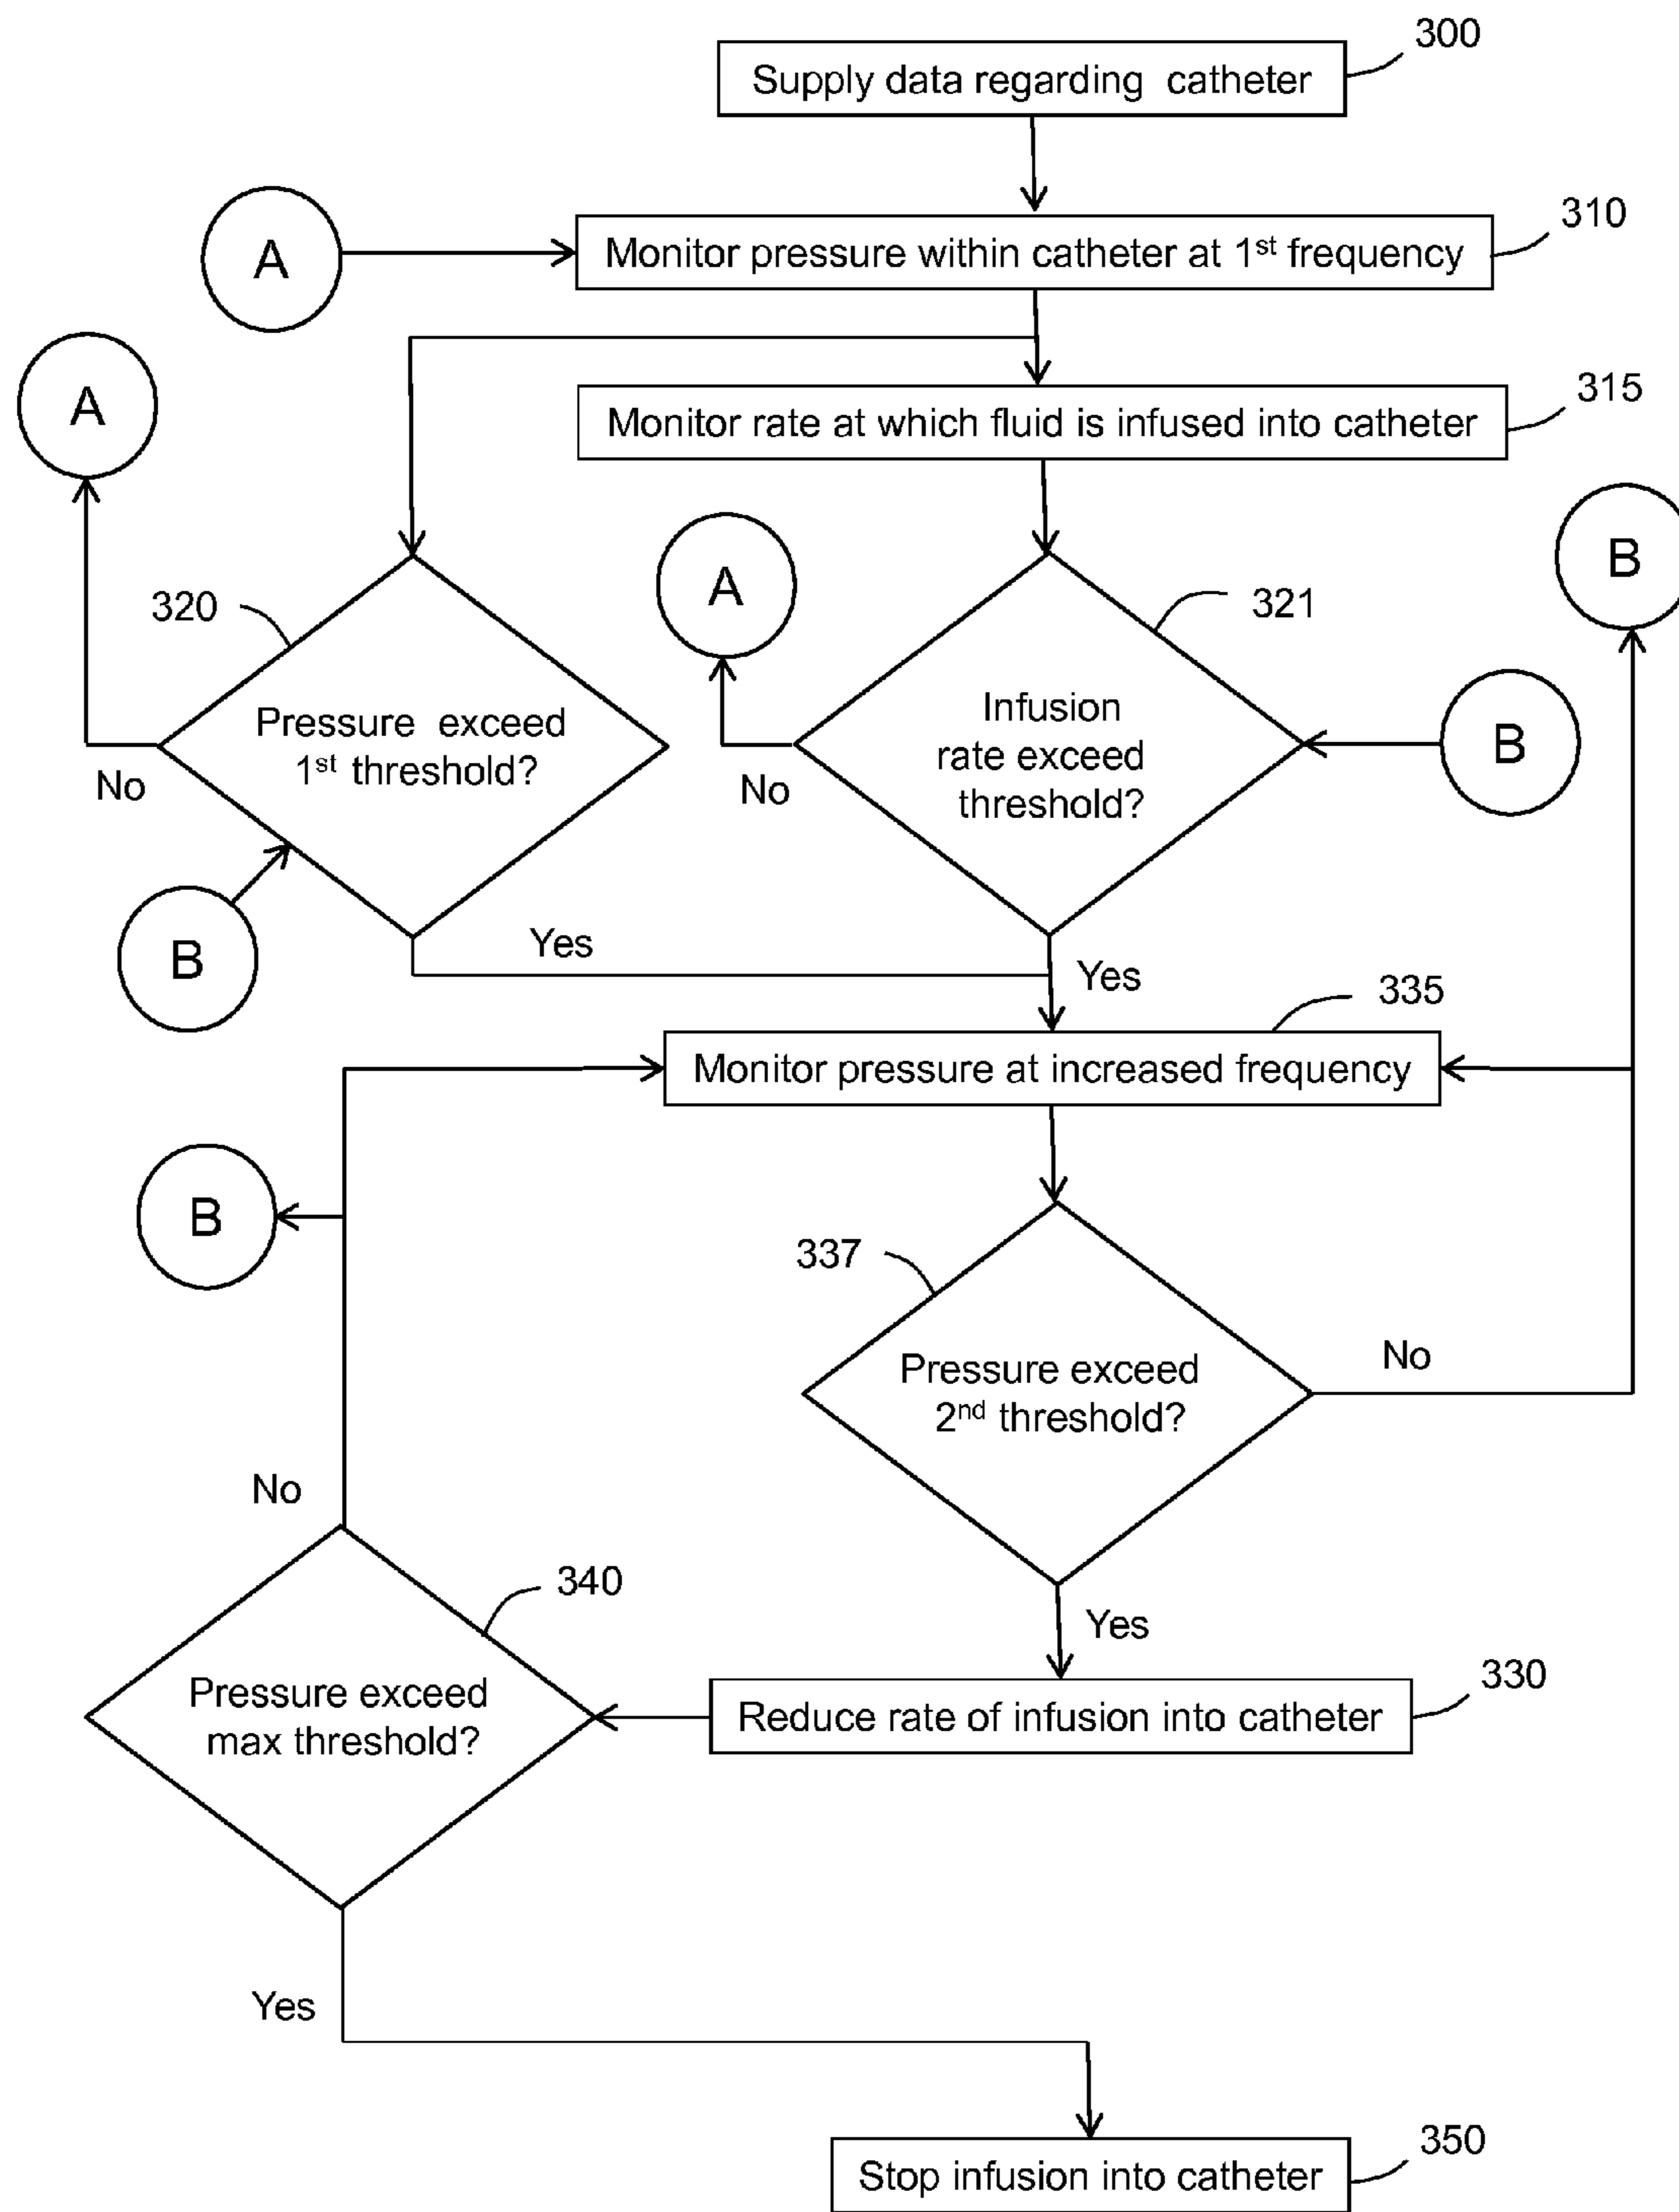 300
Supply data regarding catheter
310
A
Monitor pressure within catheter at 1st frequency
A
315
Monitor rate at which fluid is infused into catheter
B
A
320
321
Pressure exceed
1st threshold?
Infusion
rate exceed
threshold?
B
No
No
B
Yes
Yes
335
Monitor pressure at increased frequency
B
337
Pressure exceed
2nd threshold?
No
No
340
Yes
Pressure exceed
max threshold?
330
Reduce rate of infusion into catheter
Yes
350
Stop infusion into catheter